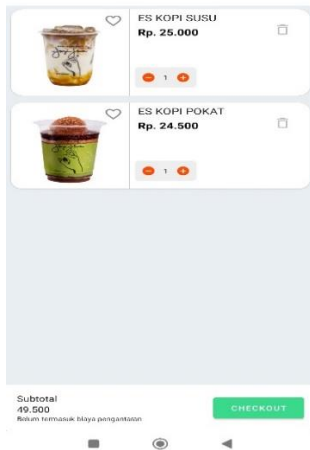 ES KOPI SUSU
Rp. 25.000
1
ES KOPI POKAT
Rp. 24.500
1
Subtotal
49.500
Belum termasuk biaya pengantaran
CHECKOUT